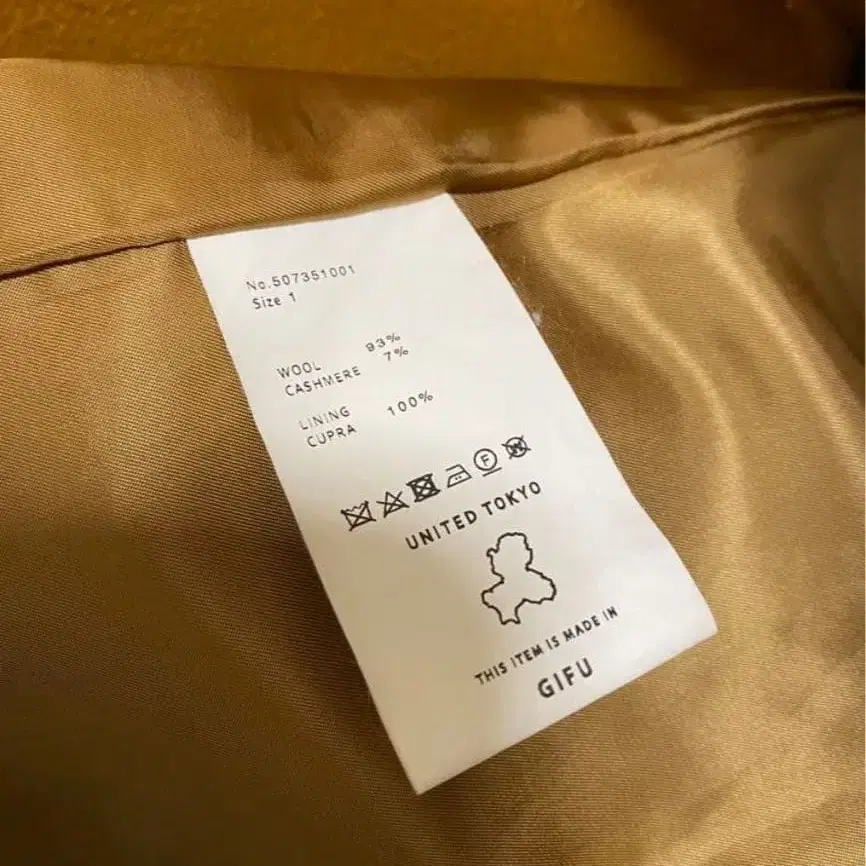 No.507351001
Size 1
WOOL 93%
CASHMERE 7%
LINING
CUPRA 100%
F
W
UNITED TOKYO
THIS ITEM IS MADE IN
GIFU